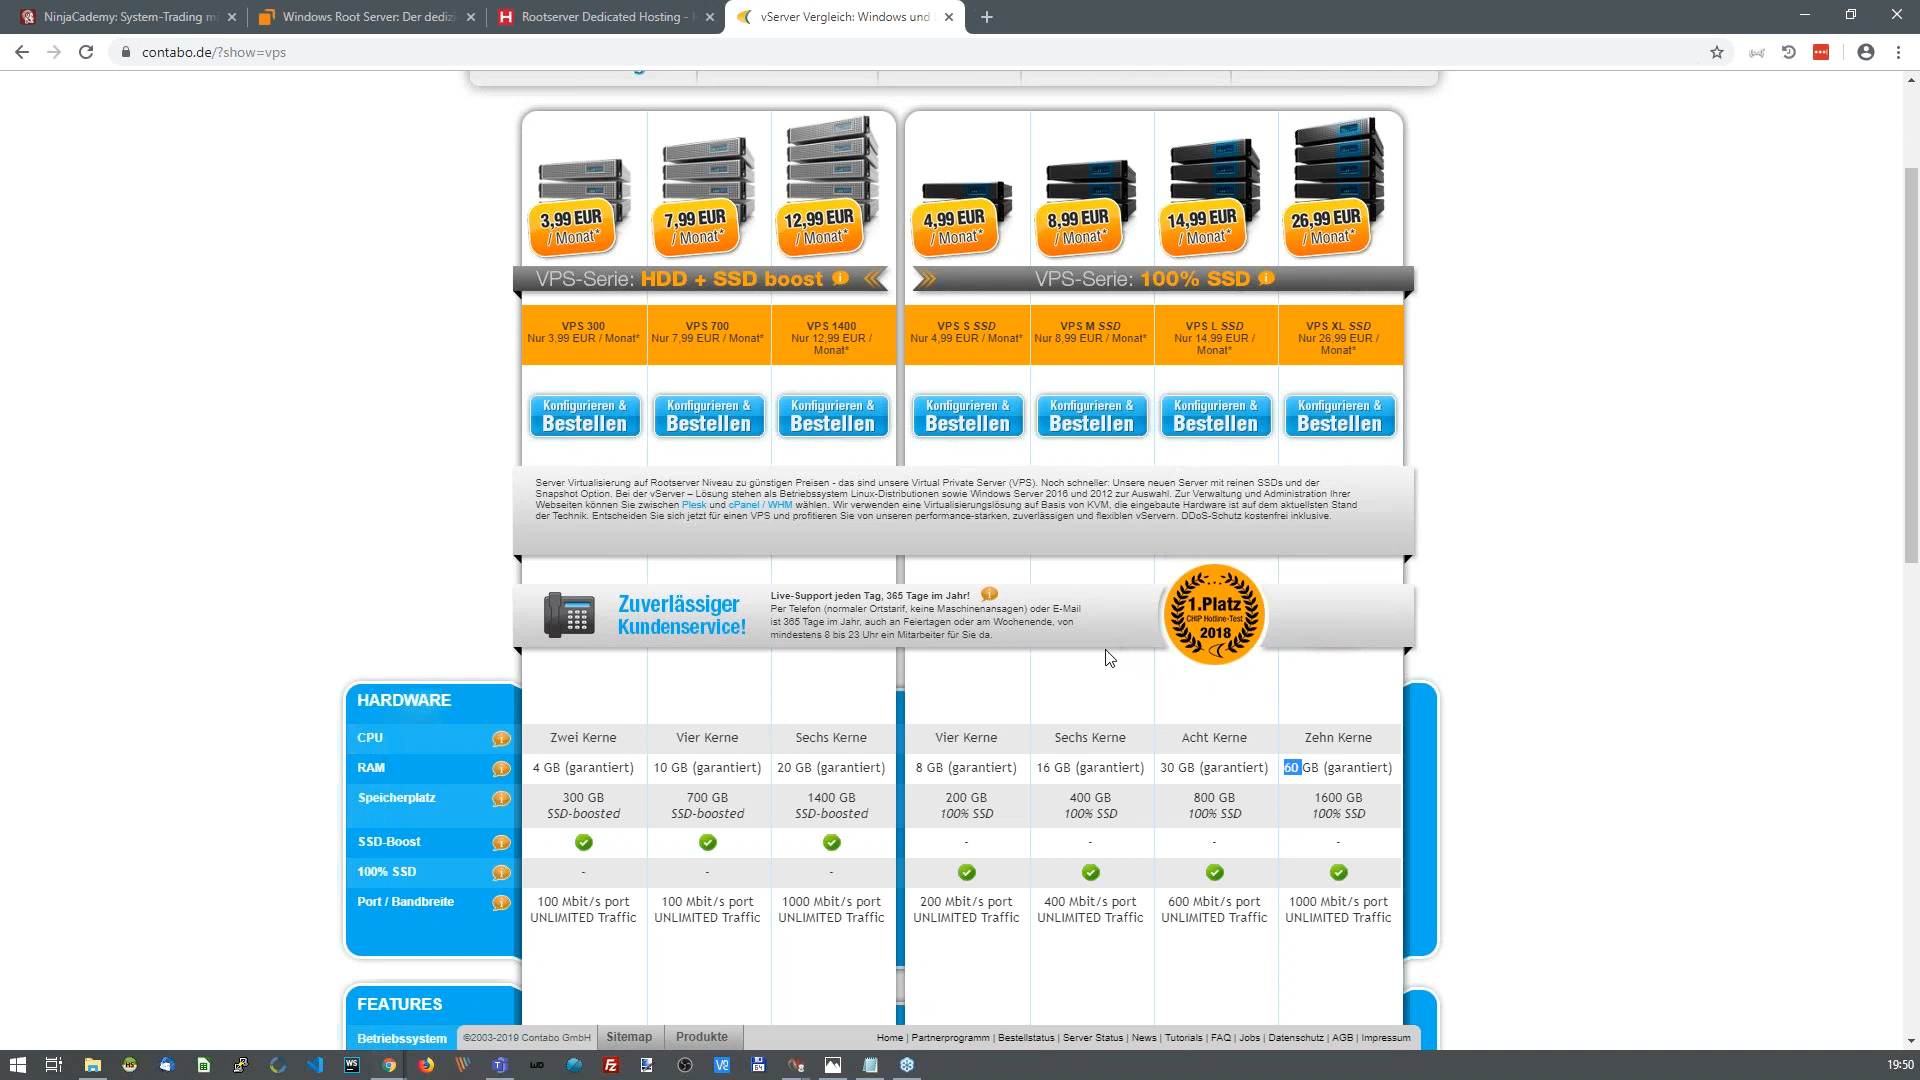 NinjaCademy: System-Trading m
Windows Root Server: Der dedizi
Rootserver Dedicated Hosting -
vServer Vergleich: Windows und
contabo.de/?show=vps
3,99 EUR
/ Monat*
7,99 EUR
/ Monat*
12,99 EUR
/ Monat*
4,99 EUR
/ Monat*
8,99 EUR
/ Monat*
14,99 EUR
/ Monat*
26,99 EUR
/ Monat*
VPS-Serie: HDD + SSD boost
VPS-Serie: 100% SSD
VPS 300
Nur 3,99 EUR / Monat*
VPS 700
Nur 7,99 EUR / Monat*
VPS 1400
Nur 12,99 EUR /
Monat*
VPS S SSD
Nur 4,99 EUR / Monat*
VPS M SSD
Nur 8,99 EUR / Monat*
VPS L SSD
Nur 14,99 EUR /
Monat*
VPS XL SSD
Nur 26,99 EUR /
Monat*
Konfigurieren &
Bestellen
Konfigurieren &
Bestellen
Konfigurieren &
Bestellen
Konfigurieren &
Bestellen
Konfigurieren &
Bestellen
Konfigurieren &
Bestellen
Konfigurieren &
Bestellen
Server Virtualisierung auf Rootserver Niveau zu günstigen Preisen - das sind unsere Virtual Private Server (VPS). Noch schneller: Unsere neuen Server mit reinen SSDs und der
Snapshot Option. Bei der vServer – Lösung stehen als Betriebssystem Linux-Distributionen sowie Windows Server 2016 und 2012 zur Auswahl. Zur Verwaltung und Administration Ihrer
Webseiten können Sie zwischen Plesk und cPanel / WHM wählen. Wir verwenden eine Virtualisierungslösung auf Basis von KVM, die eingebaute Hardware ist auf dem aktuellsten Stand
der Technik. Entscheiden Sie sich jetzt für einen VPS und profitieren Sie von unseren performance-starken, zuverlässigen und flexiblen vServern. DDoS-Schutz kostenfrei inklusive.
Zuverlässiger
Kundenservice!
Live-Support jeden Tag, 365 Tage im Jahr!
Per Telefon (normaler Ortstarif, keine Maschinenansagen) oder E-Mail
ist 365 Tage im Jahr, auch an Feiertagen oder am Wochenende, von
mindestens 8 bis 23 Uhr ein Mitarbeiter für Sie da.
1.Platz
CHIP Hotline-Test
2018
HARDWARE
CPU
Zwei Kerne
Vier Kerne
Sechs Kerne
Vier Kerne
Sechs Kerne
Acht Kerne
Zehn Kerne
RAM
4 GB (garantiert)
10 GB (garantiert)
20 GB (garantiert)
8 GB (garantiert)
16 GB (garantiert)
30 GB (garantiert)
60 GB (garantiert)
Speicherplatz
300 GB
SSD-boosted
700 GB
SSD-boosted
1400 GB
SSD-boosted
200 GB
100% SSD
400 GB
100% SSD
800 GB
100% SSD
1600 GB
100% SSD
SSD-Boost
-
-
-
-
100% SSD
-
-
-
Port / Bandbreite
100 Mbit/s port
UNLIMITED Traffic
100 Mbit/s port
UNLIMITED Traffic
1000 Mbit/s port
UNLIMITED Traffic
200 Mbit/s port
UNLIMITED Traffic
400 Mbit/s port
UNLIMITED Traffic
600 Mbit/s port
UNLIMITED Traffic
1000 Mbit/s port
UNLIMITED Traffic
FEATURES
Betriebssystem
©2003-2019 Contabo GmbH
Sitemap
Produkte
Home | Partnerprogramm | Bestellstatus | Server Status | News | Tutorials | FAQ | Jobs | Datenschutz | AGB | Impressum
19:50